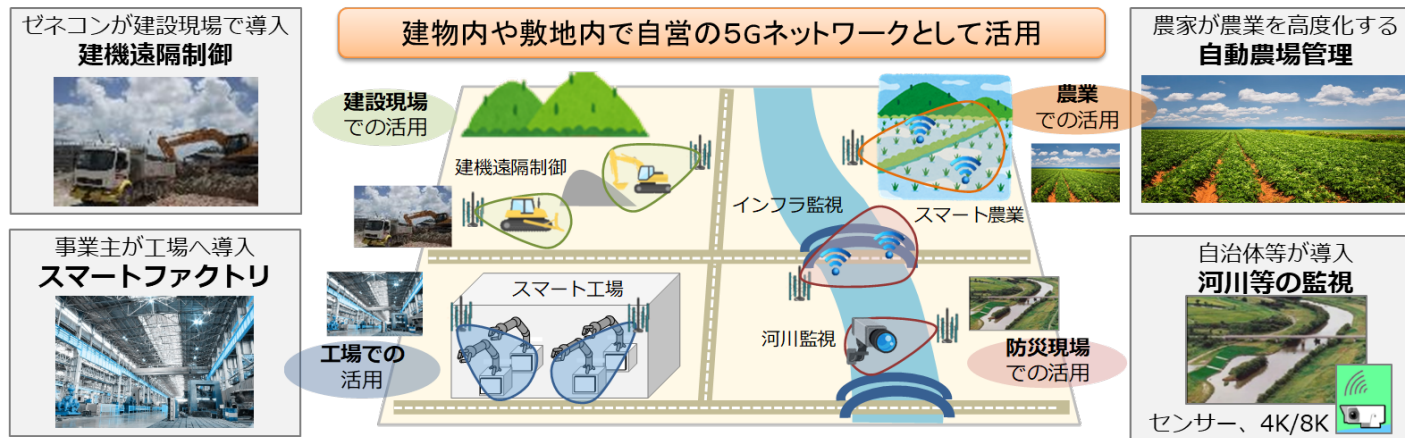 ゼネコンが建設現場で導入
建機遠隔制御
建物内や敷地内で自営の5Gネットワークとして活用
農家が農業を高度化する
自動農場管理
建設現場
での活用
農業
での活用
建機遠隔制御
インフラ監視
スマート農業
事業主が工場へ導入
スマートファクトリ
スマート工場
工場での
活用
河川監視
防災現場
での活用
自治体等が導入
河川等の監視
センサー、4K/8K